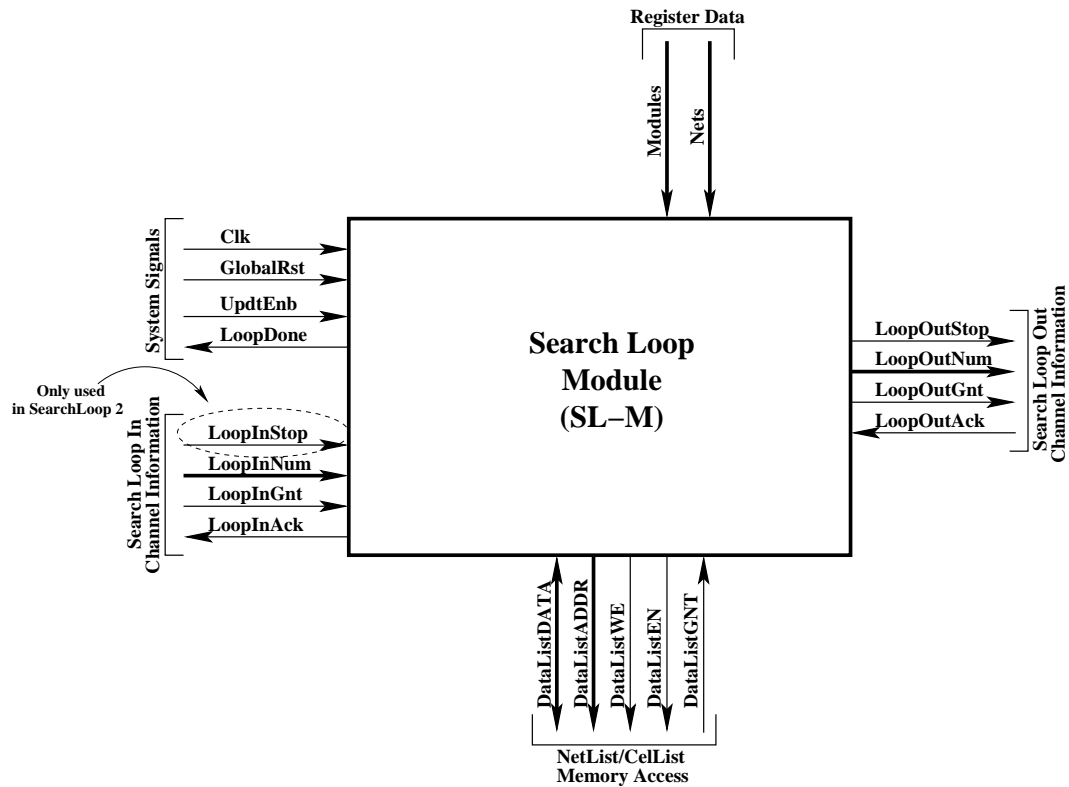 Register Data
Modules
Nets
System Signals
Clk
GlobalRst
UpdtEnb
LoopDone
Only used
in SearchLoop 2
Search Loop In
Channel Information
LoopInStop
LoopInNum
LoopInGnt
LoopInAck
Search Loop
Module
(SL−M)
LoopOutStop
LoopOutNum
LoopOutGnt
LoopOutAck
Search Loop Out
Channel Information
DataListDATA
DataListADDR
DataListWE
DataListEN
DataListGNT
NetList/CelList
Memory Access